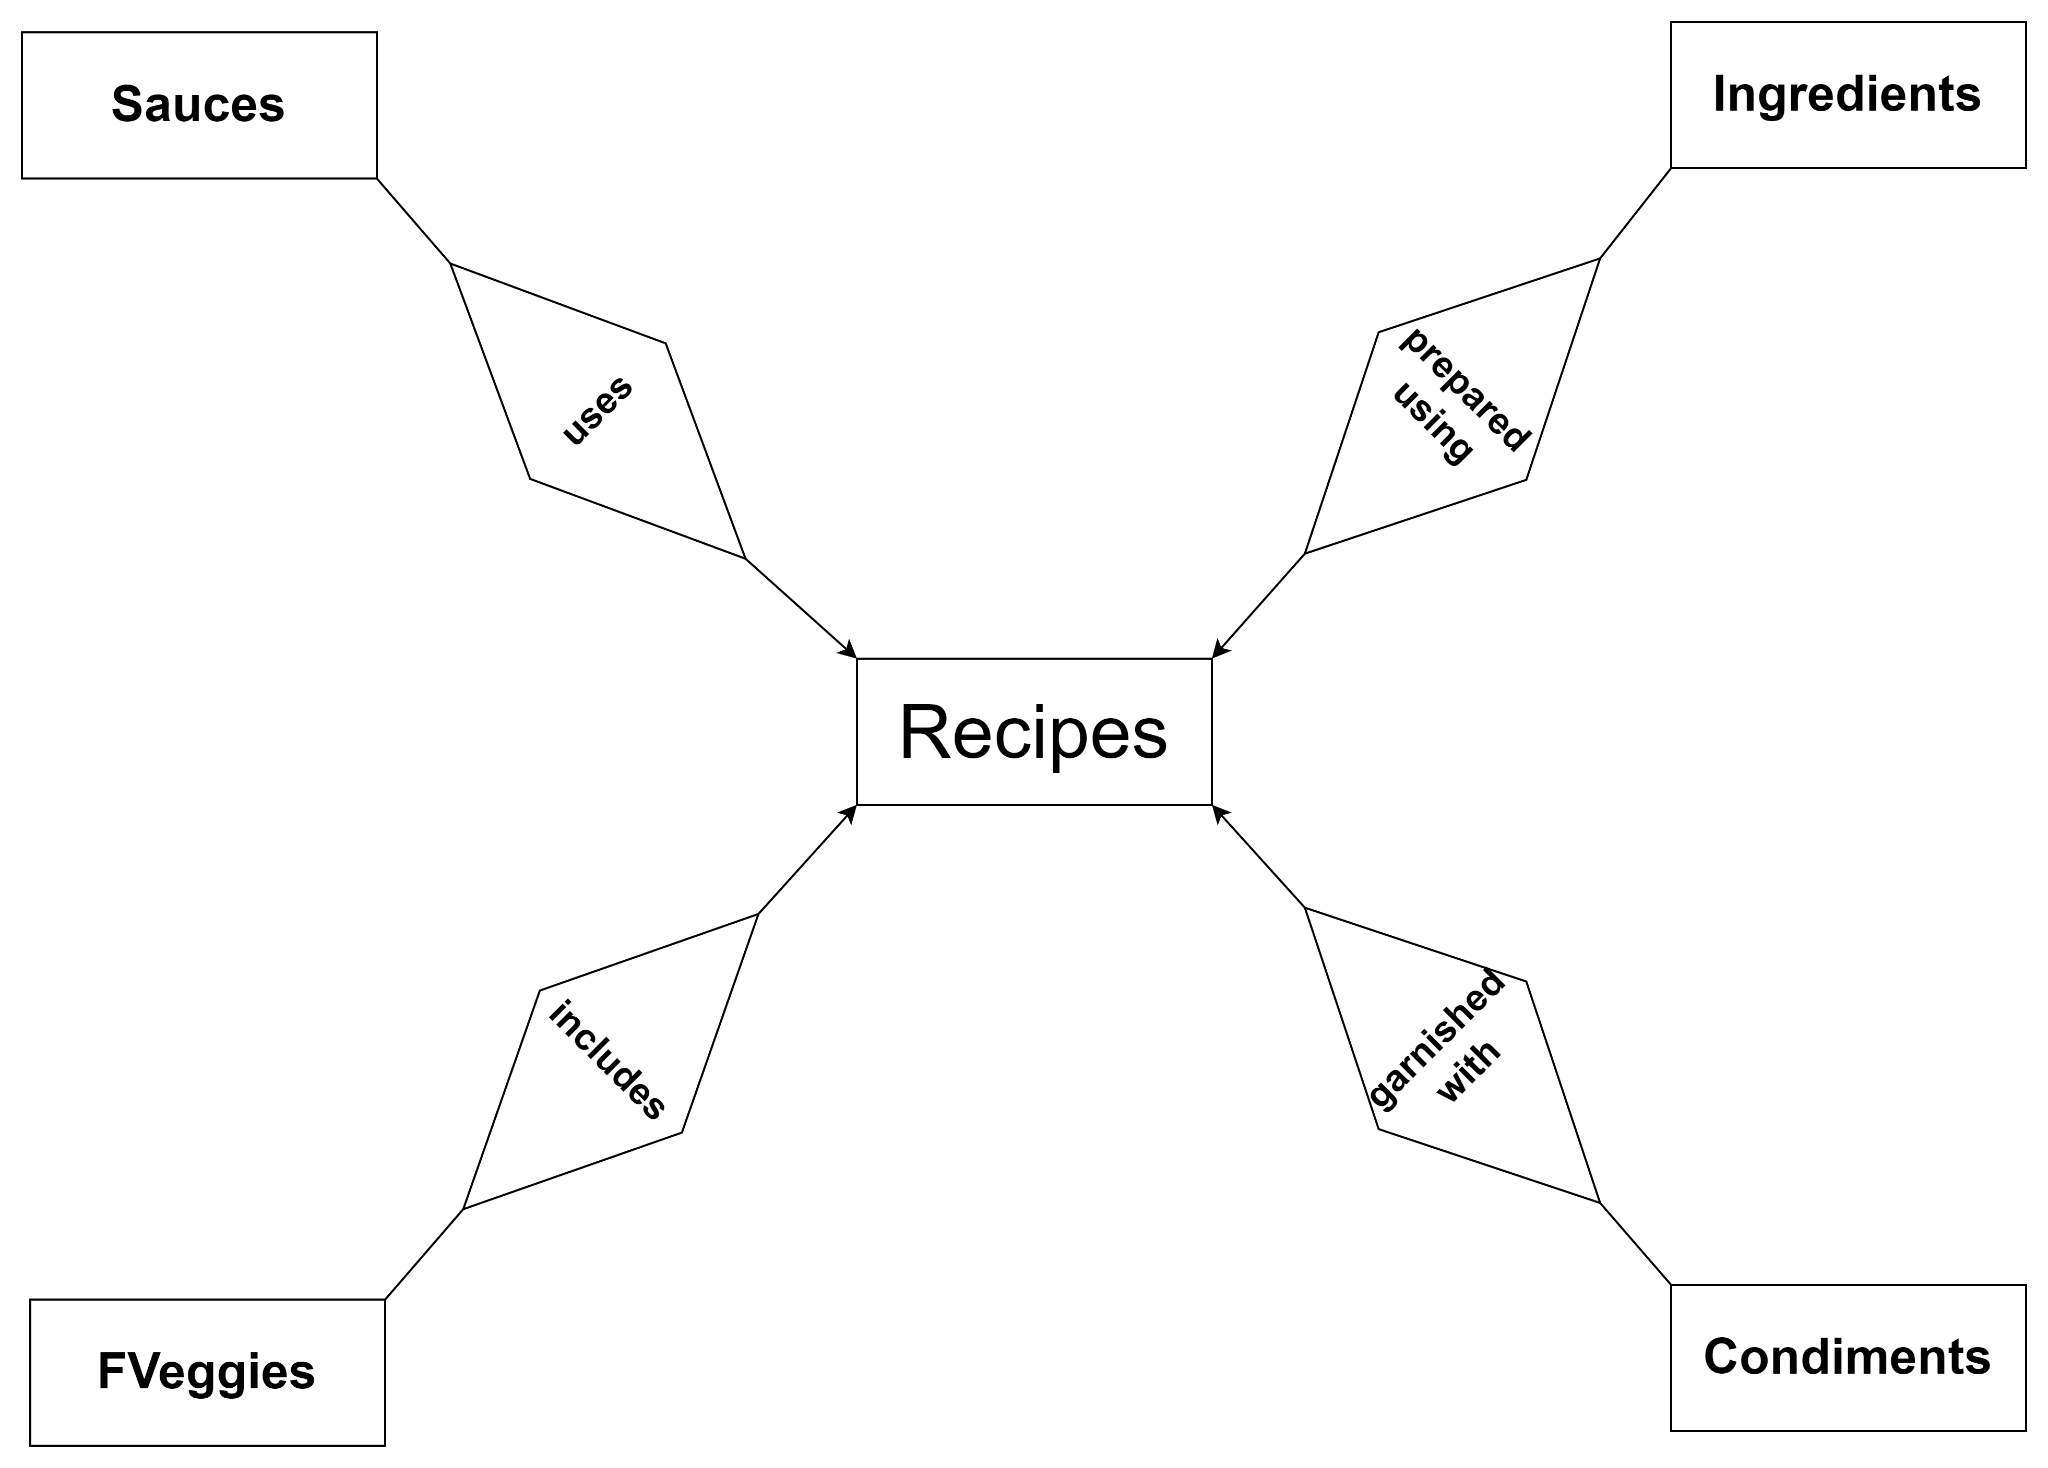 Sauces
Ingredients
uses
prepared
using
Recipes
includes
garnished
with
FVeggies
Condiments